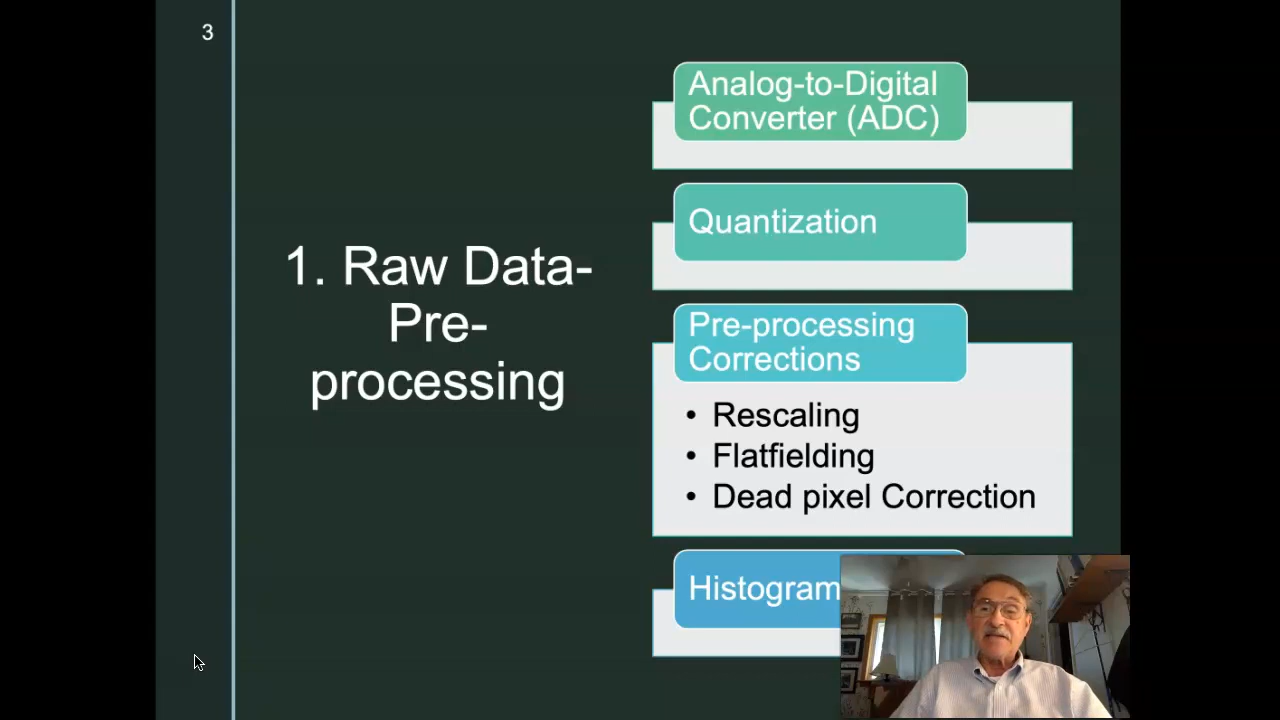 3
1. Raw Data-
Pre-
processing
Analog-to-Digital
Converter (ADC)
Quantization
Pre-processing
Corrections
• Rescaling
• Flatfielding
• Dead pixel Correction
Histogram